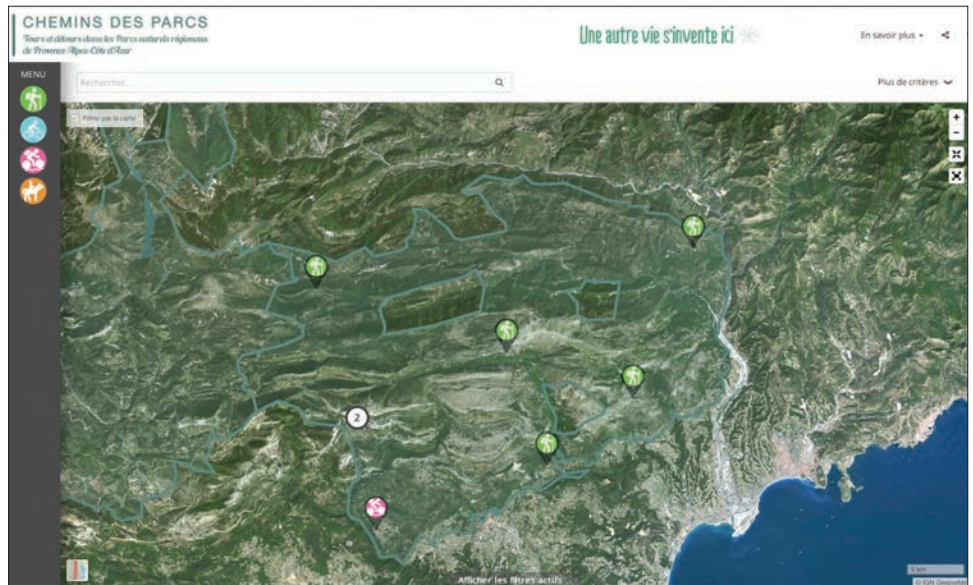 CHEMINS DES PARCS
Tours et détours dans les Parcs naturels régionaux
de Provence-Alpes-Côte d'Azur
Une autre vie s'invente ici
En savoir plus
MENU
Rechercher...
Plus de critères
Filtrer par la carte
+
−
2
Afficher les filtres actifs
5 km
© IGN Geoportail